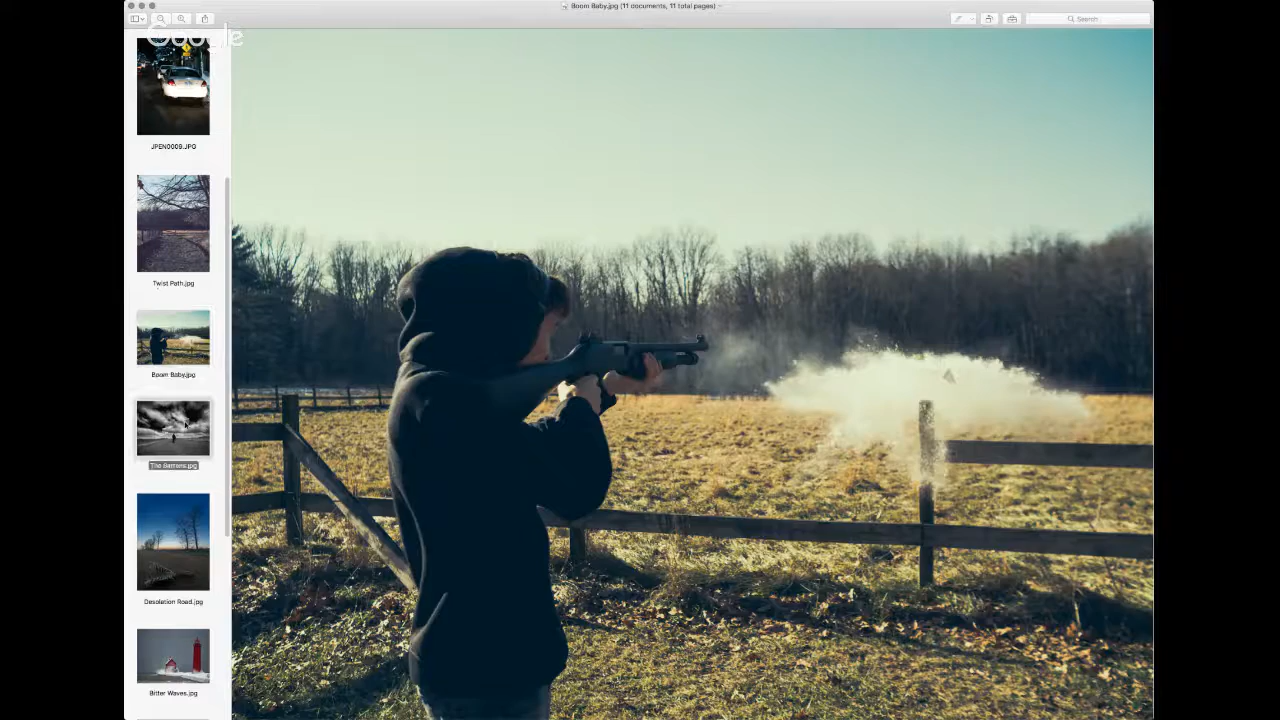 Boom Baby.jpg (11 documents, 11 total pages)
Search
Google
JPEN0009.JPG
Twist Path.jpg
Boom Baby.jpg
The Barrens.jpg
Desolation Road.jpg
Bitter Waves.jpg